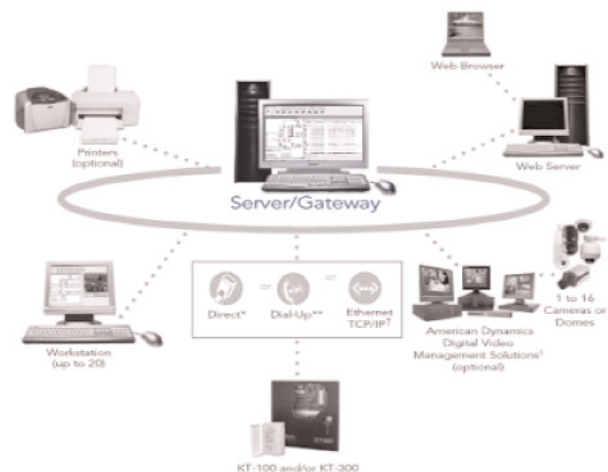 Web Browser
Printers
(optional)
Web Server
Server/Gateway
Direct* or Dial-Up** or Ethernet
TCP/IP†
1 to 16
Cameras or
Domes
Workstation
(up to 20)
American Dynamics
Digital Video
Management Solutions†
(optional)
KT-100 and/or KT-300